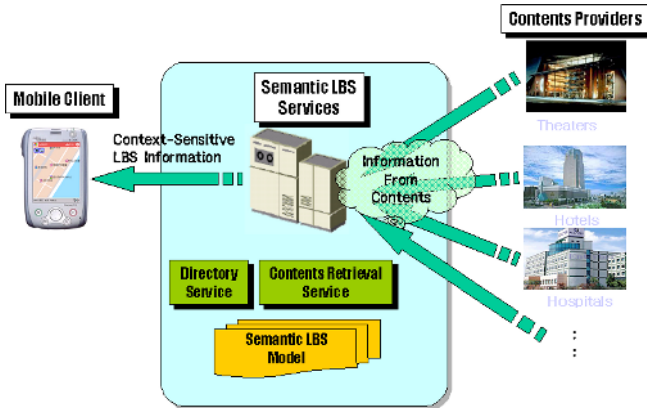 Contents Providers
Semantic LBS
Services
Mobile Client
Theaters
Context-Sensitive
LBS Information
Information
From
Contents
Hotels
Directory
Service
Contents Retrieval
Service
Hospitals
Semantic LBS
Model